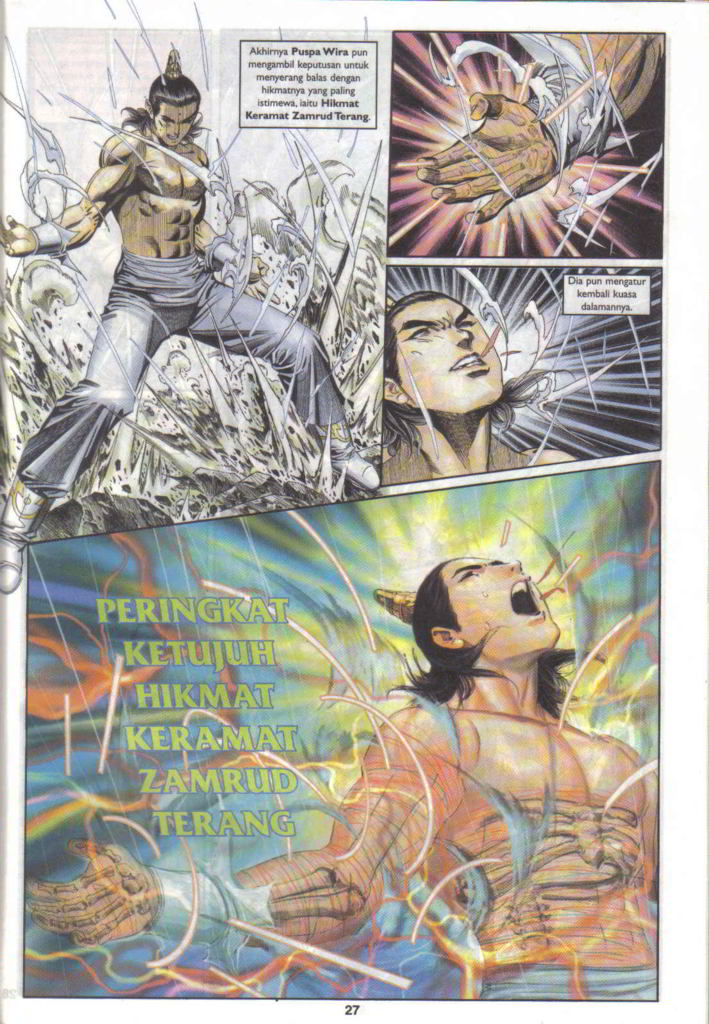 Akhirnya Puspa Wira pun
mengambil keputusan untuk
menyerang balas dengan
hikmatnya yang paling
istimewa, iaitu Hikmat
Keramat Zamrud Terang.
Dia pun mengatur
kembali kuasa
dalamannya.
PERINGKAT
KETUJUH
HIKMAT
KERAMAT
ZAMRUD
TERANG
27